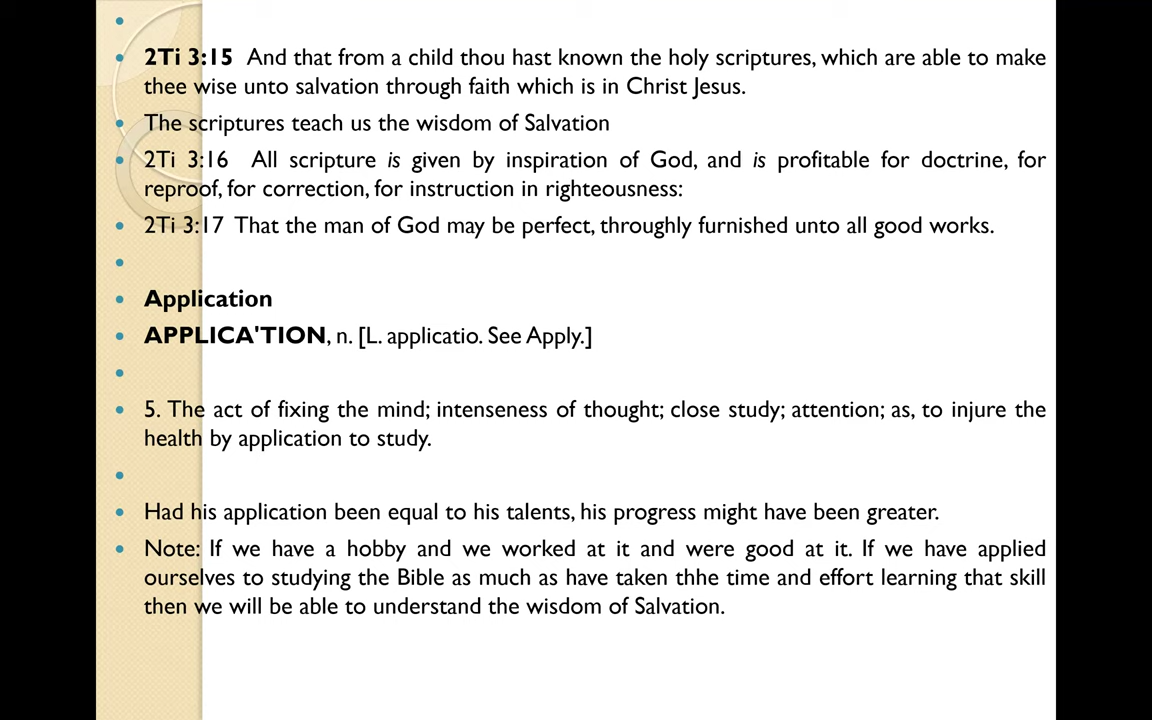 2Ti 3:15 And that from a child thou hast known the holy scriptures, which are able to make
thee wise unto salvation through faith which is in Christ Jesus.
The scriptures teach us the wisdom of Salvation
2Ti 3:16 All scripture is given by inspiration of God, and is profitable for doctrine, for
reproof, for correction, for instruction in righteousness:
2Ti 3:17 That the man of God may be perfect, throughly furnished unto all good works.
Application
APPLICA'TION, n. [L. applicatio. See Apply.]
5. The act of fixing the mind; intenseness of thought; close study; attention; as, to injure the
health by application to study.
Had his application been equal to his talents, his progress might have been greater.
Note: If we have a hobby and we worked at it and were good at it. If we have applied
ourselves to studying the Bible as much as have taken thhe time and effort learning that skill
then we will be able to understand the wisdom of Salvation.